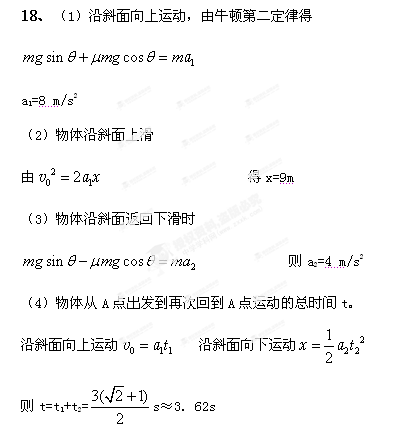 18、（1）沿斜面向上运动，由牛顿第二定律得
mg sin θ + μmg cos θ = ma₁
a₁=8 m/s²
（2）物体沿斜面上滑
由 v₀² = 2a₁x 得 x=9m
（3）物体沿斜面返回下滑时
mg sin θ − μmg cos θ = ma₂ 则 a₂=4 m/s²
（4）物体从 A 点出发到再次回到 A 点运动的总时间 t。
沿斜面向上运动 v₀ = a₁t₁ 沿斜面向下运动 x = 1/2 a₂t₂²
则 t=t₁+t₂= 3(√2+1)/2 s≈3. 62s